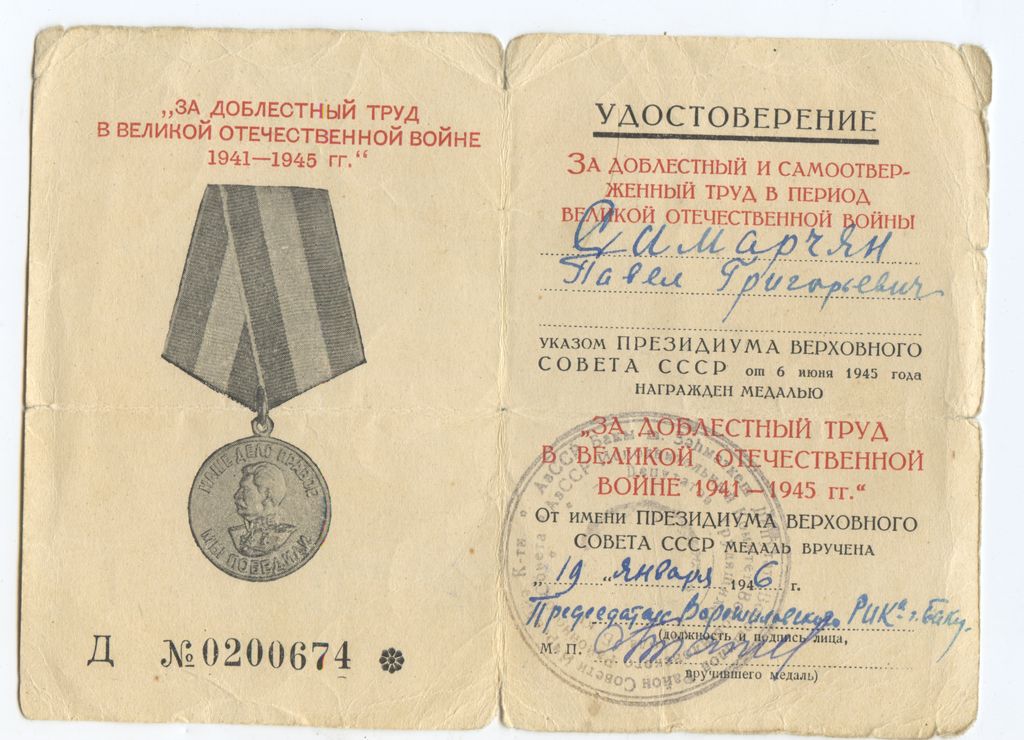 „ЗА ДОБЛЕСТНЫЙ ТРУД
В ВЕЛИКОЙ ОТЕЧЕСТВЕННОЙ ВОЙНЕ
1941—1945 гг.“
НАШЕ ДЕЛО ПРАВОЕ
МЫ ПОБЕДИЛИ
Д №0200674
УДОСТОВЕРЕНИЕ
ЗА ДОБЛЕСТНЫЙ И САМООТВЕР-
ЖЕННЫЙ ТРУД В ПЕРИОД
ВЕЛИКОЙ ОТЕЧЕСТВЕННОЙ ВОЙНЫ
Симарчян
Павел Григорьевич
УКАЗОМ ПРЕЗИДИУМА ВЕРХОВНОГО
СОВЕТА СССР от 6 июня 1945 года
НАГРАЖДЕН МЕДАЛЬЮ
„ЗА ДОБЛЕСТНЫЙ ТРУД
В ВЕЛИКОЙ ОТЕЧЕСТВЕННОЙ
ВОЙНЕ 1941—1945 гг.“
От имени ПРЕЗИДИУМА ВЕРХОВНОГО
СОВЕТА СССР МЕДАЛЬ ВРУЧЕНА
„19„ января 1946 г.
Председатель Ворошиловского РИКа г. Баку.
(должность и подпись лица,
М. П.
вручившего медаль)